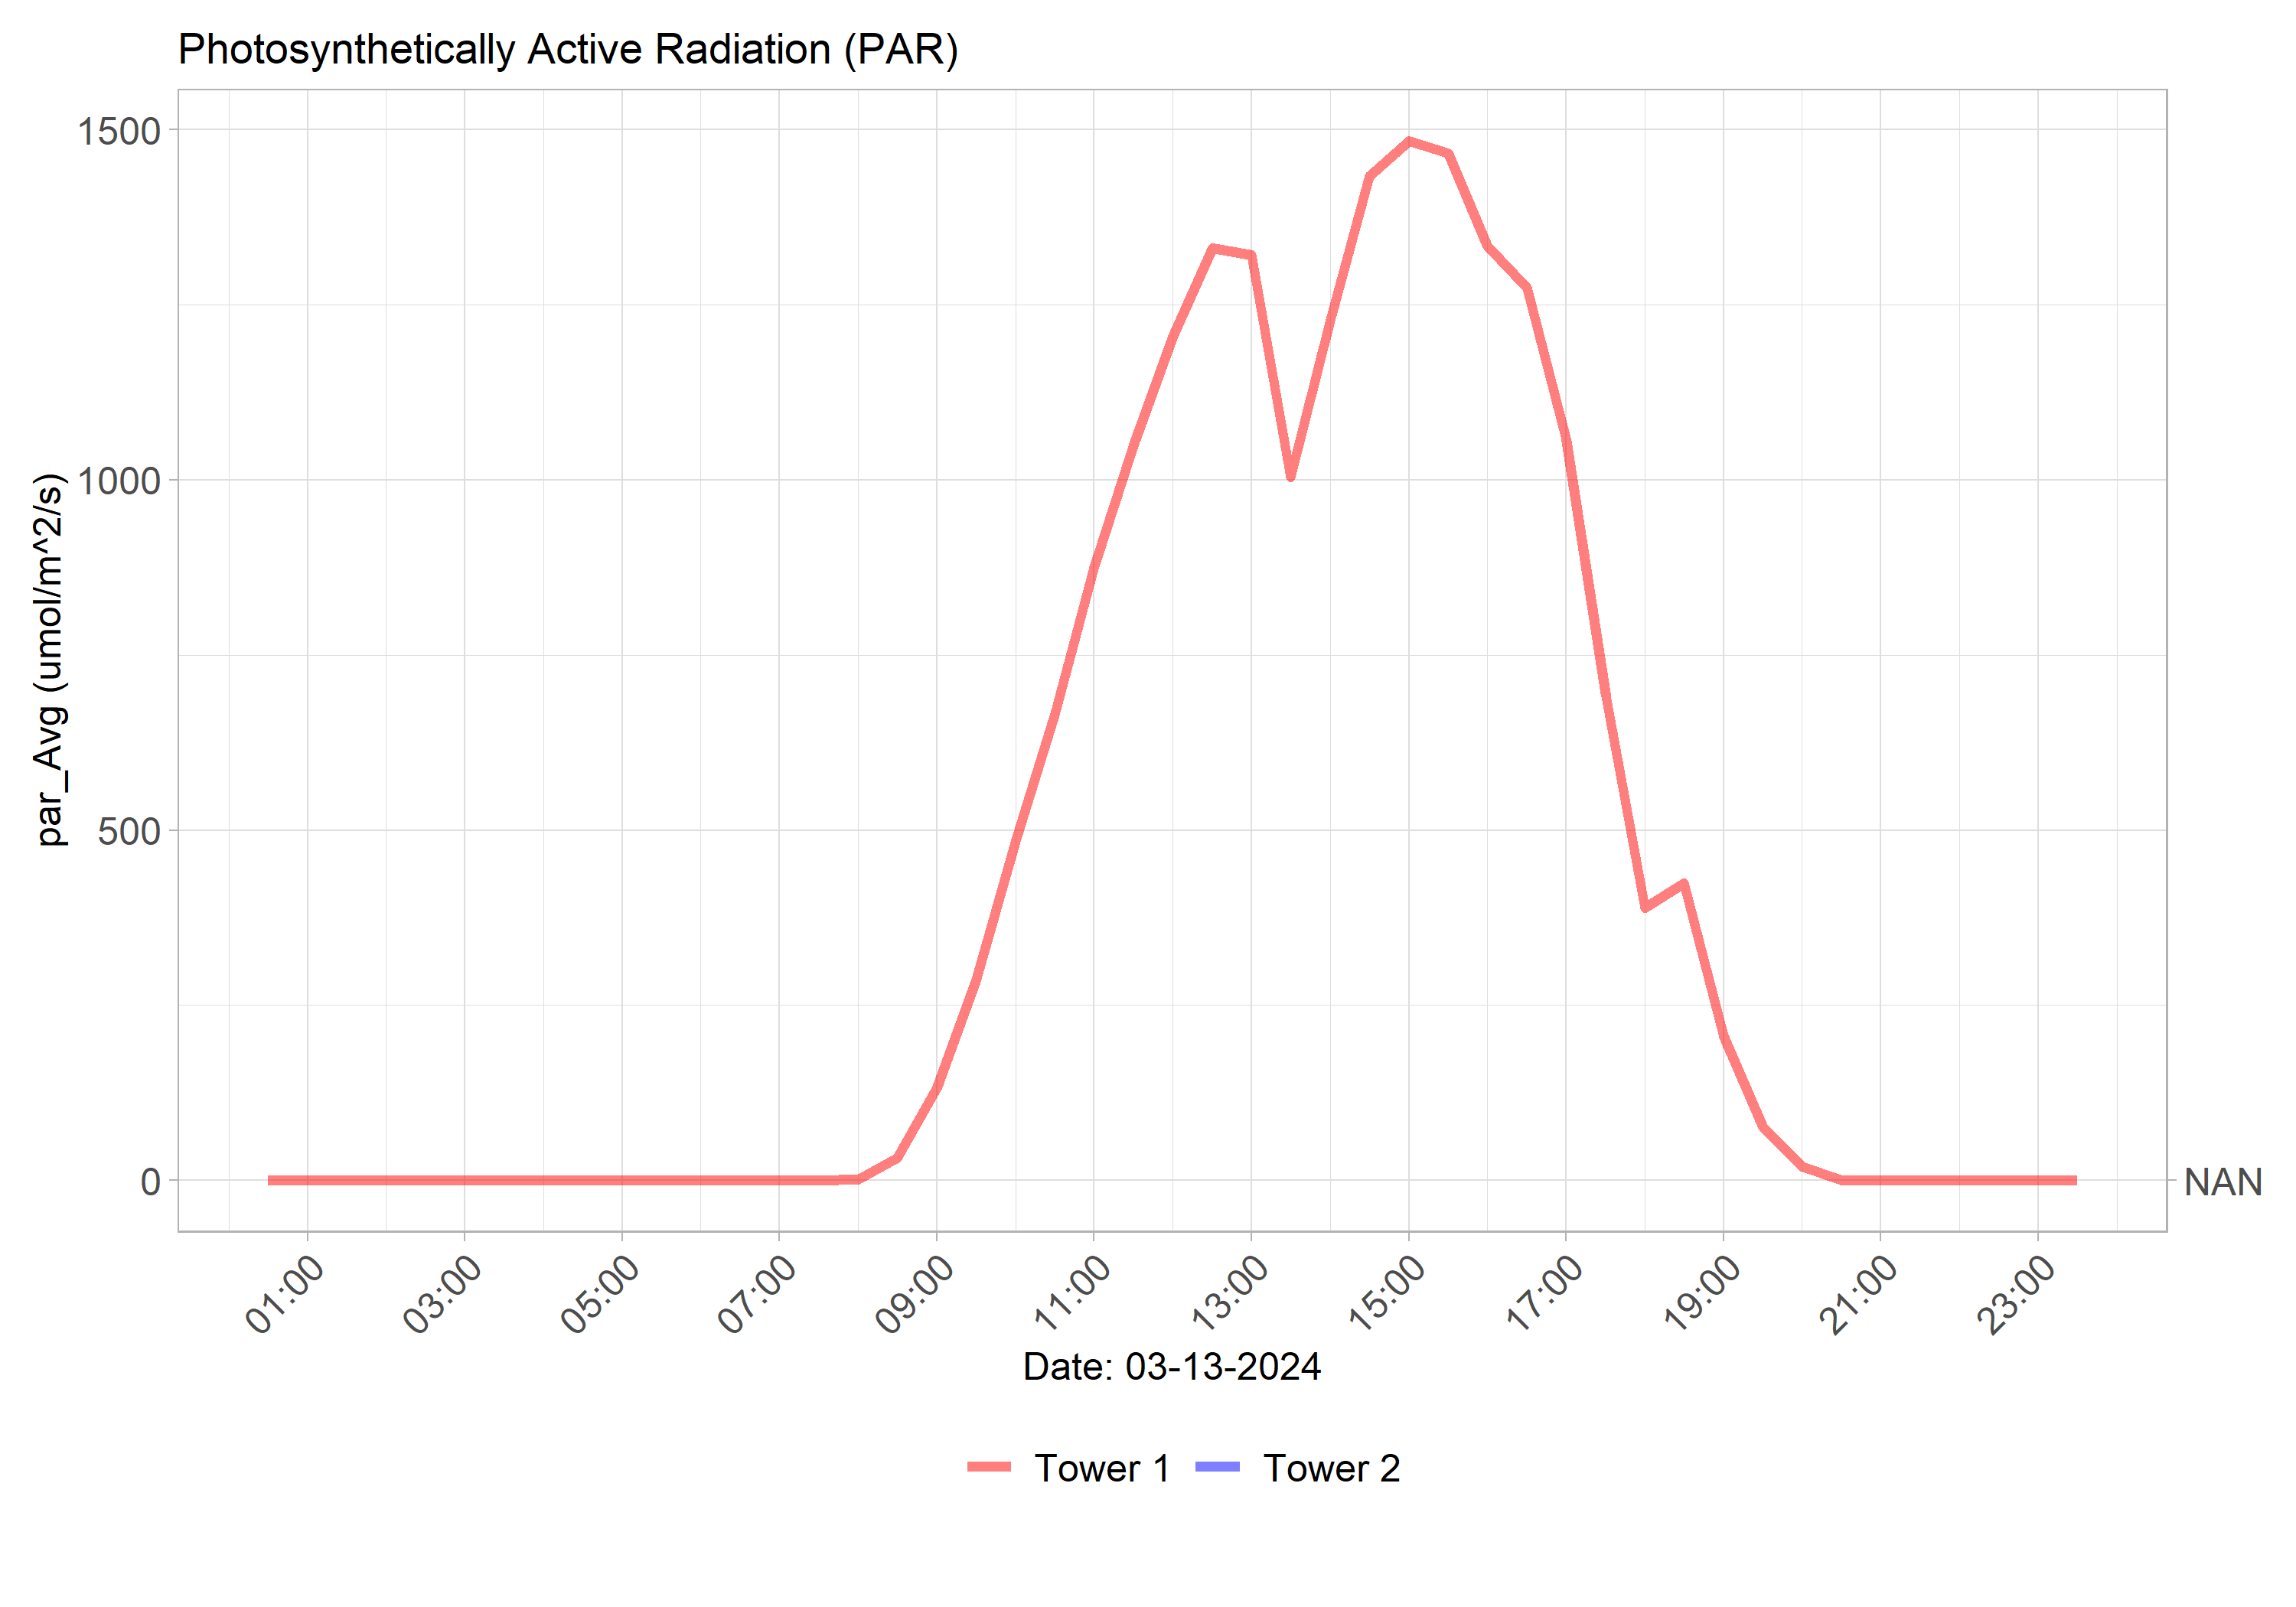 Photosynthetically Active Radiation (PAR)
par_Avg (umol/m^2/s)
1500
1000
500
0
NAN
01:00 03:00 05:00 07:00 09:00 11:00 13:00 15:00 17:00 19:00 21:00 23:00
Date: 03-13-2024
Tower 1 Tower 2